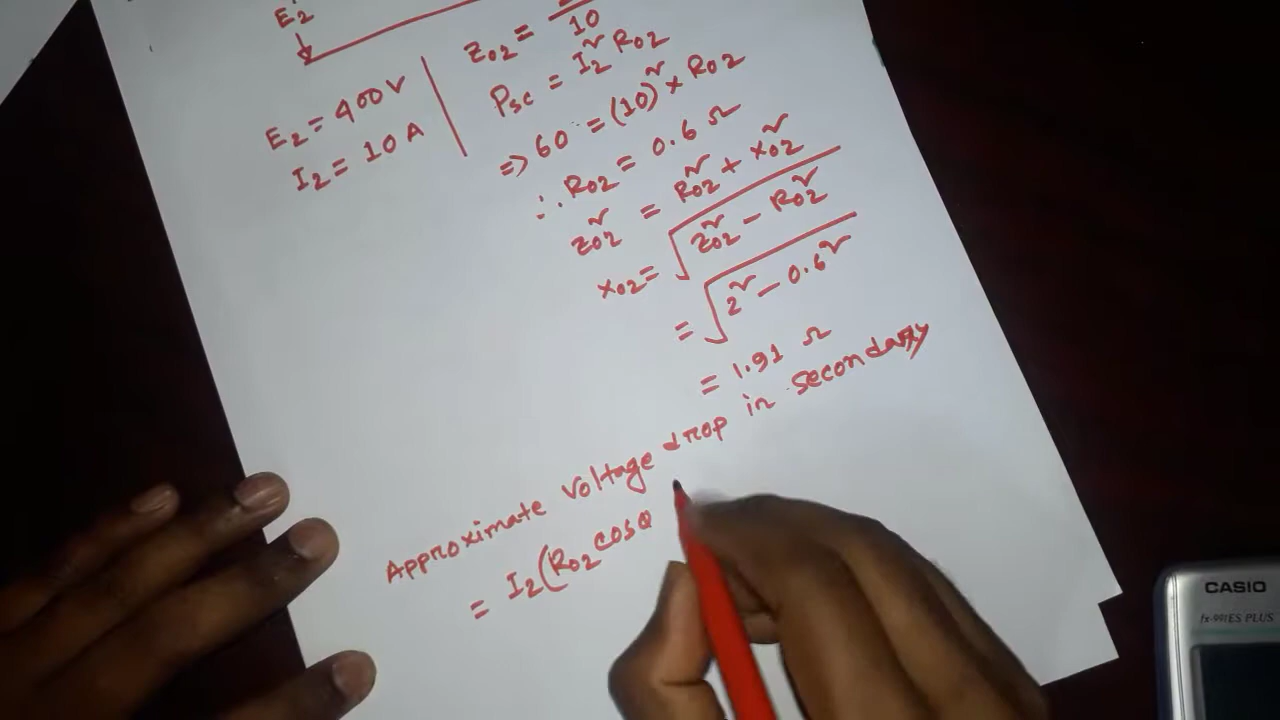 E₂'
E₂ = 400 V
I₂ = 10 A
Z₀₂ = /10
Psc = I₂² R₀₂
=> 60 = (10)² × R₀₂
∴ R₀₂ = 0.6 Ω
Z₀₂² = R₀₂² + X₀₂²
X₀₂ = √(Z₀₂² - R₀₂²)
= √(2² - 0.6²)
= 1.91 Ω
Approximate voltage drop in secondary
= I₂(R₀₂ cosθ
CASIO
fx-991ES PLUS